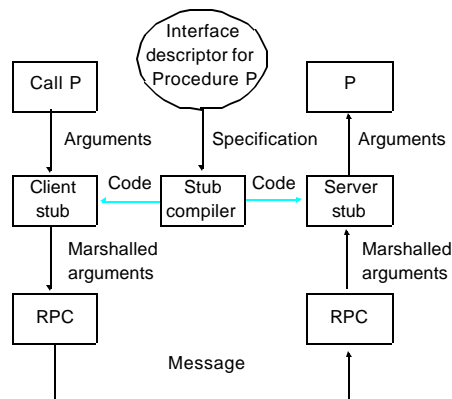 Interface
descriptor for
Procedure P
Call P
P
Arguments
Specification
Arguments
Client
stub
Code
Stub
compiler
Code
Server
stub
Marshalled
arguments
Marshalled
arguments
RPC
RPC
Message